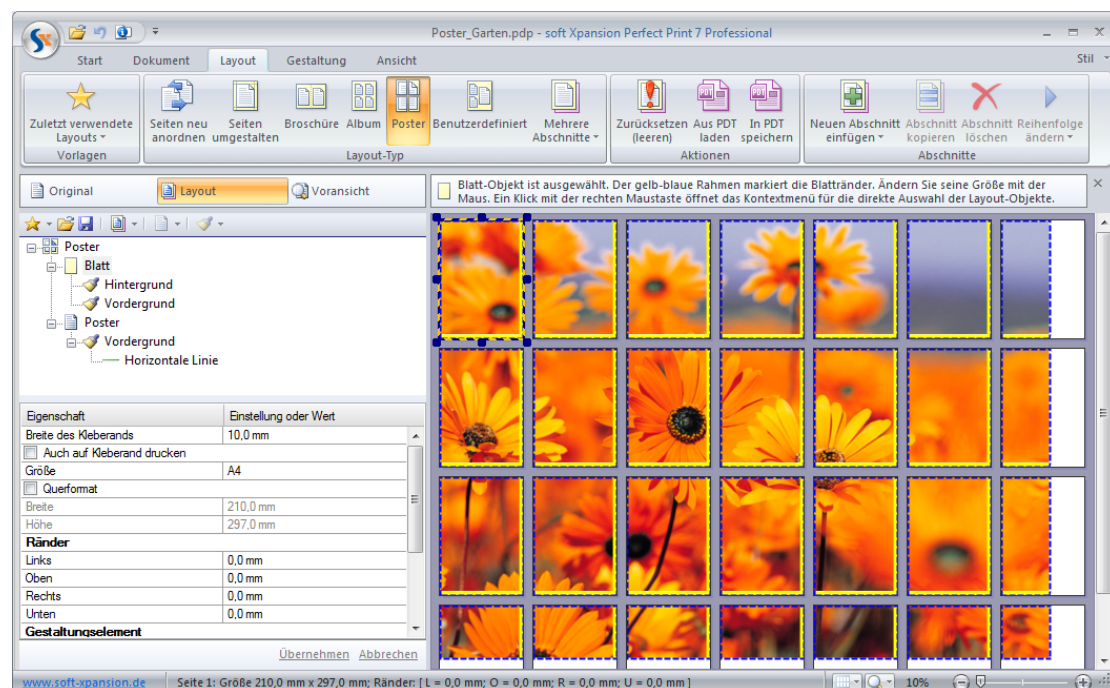 Poster_Garten.pdp - soft Xpansion Perfect Print 7 Professional
Start Dokument Layout Gestaltung Ansicht Stil
Zuletzt verwendete Layouts
Vorlagen
Seiten neu anordnen
Seiten umgestalten
Broschüre
Album
Poster
Benutzerdefiniert
Mehrere Abschnitte
Layout-Typ
Zurücksetzen (leeren)
Aus PDT laden
In PDT speichern
Aktionen
Neuen Abschnitt einfügen
Abschnitt kopieren
Abschnitt löschen
Reihenfolge ändern
Abschnitte
Original Layout Voransicht
Blatt-Objekt ist ausgewählt. Der gelb-blaue Rahmen markiert die Blattränder. Ändern Sie seine Größe mit der
Maus. Ein Klick mit der rechten Maustaste öffnet das Kontextmenü für die direkte Auswahl der Layout-Objekte.
Poster
Blatt
Hintergrund
Vordergrund
Poster
Vordergrund
Horizontale Linie
Eigenschaft Einstellung oder Wert
Breite des Kleberands 10,0 mm
Auch auf Kleberand drucken
Größe A4
Querformat
Breite 210,0 mm
Höhe 297,0 mm
Ränder
Links 0,0 mm
Oben 0,0 mm
Rechts 0,0 mm
Unten 0,0 mm
Gestaltungselement
Übernehmen Abbrechen
www.soft-xpansion.de Seite 1: Größe 210,0 mm x 297,0 mm; Ränder: [ L = 0,0 mm; O = 0,0 mm; R = 0,0 mm; U = 0,0 mm ] 10%